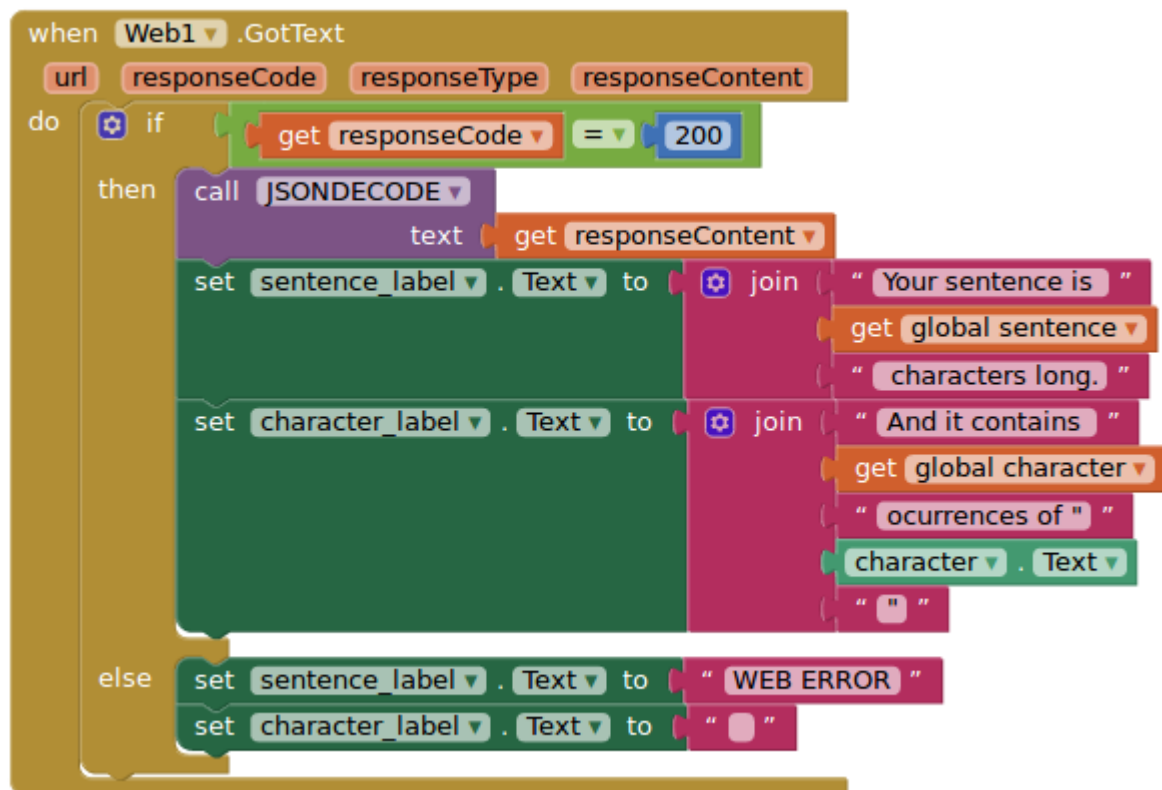 when Web1 .GotText
url responseCode responseType responseContent
do if get responseCode = 200
then call JSONDECODE
text get responseContent
set sentence_label . Text to join " Your sentence is "
get global sentence
" characters long. "
set character_label . Text to join " And it contains "
get global character
" ocurrences of " "
character . Text
" " "
else set sentence_label . Text to " WEB ERROR "
set character_label . Text to " "